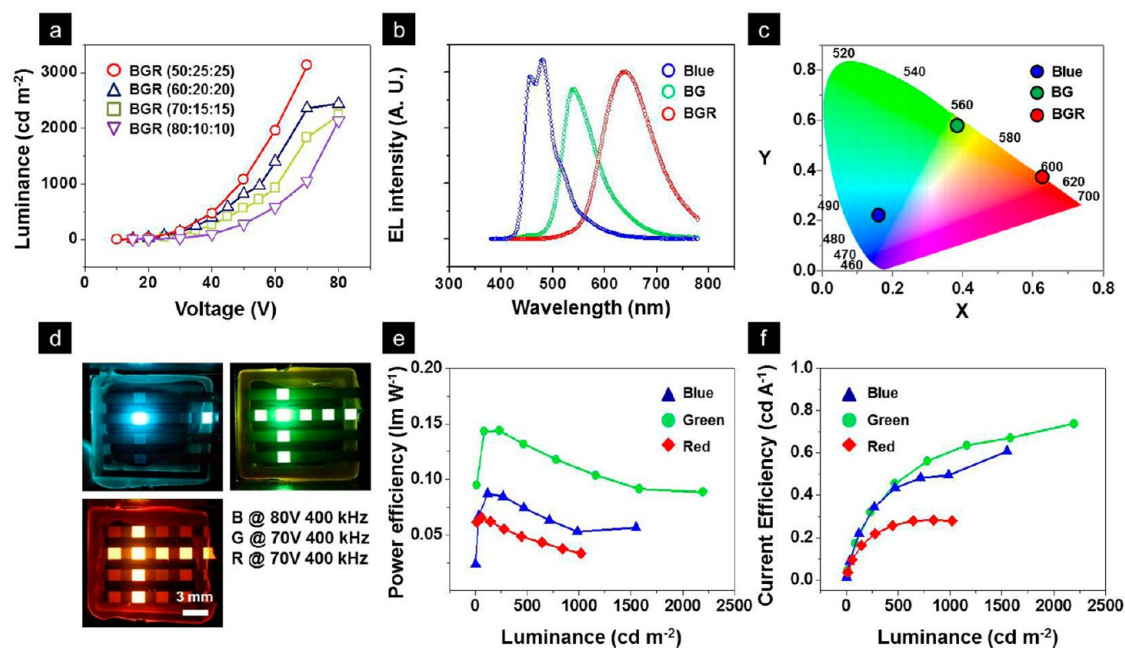 a
Luminance (cd m⁻²)
3000
2000
1000
0
BGR (50:25:25)
BGR (60:20:20)
BGR (70:15:15)
BGR (80:10:10)
0 20 40 60 80
Voltage (V)
b
EL intensity (A. U.)
Blue
BG
BGR
300 400 500 600 700 800
Wavelength (nm)
c
Y
0.8
0.6
0.4
0.2
0.0
520
540
560
580
600
620
700
490
480
470
460
Blue
BG
BGR
0.0 0.2 0.4 0.6 0.8
X
d
B @ 80V 400 kHz
G @ 70V 400 kHz
R @ 70V 400 kHz
3 mm
e
Power efficiency (lm W⁻¹)
0.20
0.15
0.10
0.05
Blue
Green
Red
0 500 1000 1500 2000 2500
Luminance (cd m⁻²)
f
Current Efficiency (cd A⁻¹)
1.0
0.8
0.6
0.4
0.2
0.0
Blue
Green
Red
0 500 1000 1500 2000 2500
Luminance (cd m⁻²)